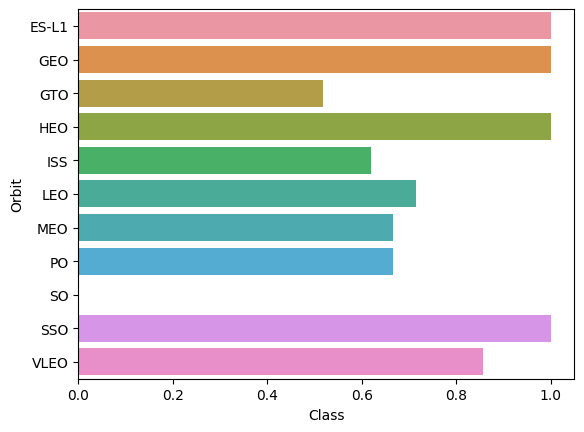 ES-L1
GEO
GTO
HEO
ISS
LEO
MEO
PO
SO
SSO
VLEO
Orbit
0.0 0.2 0.4 0.6 0.8 1.0
Class